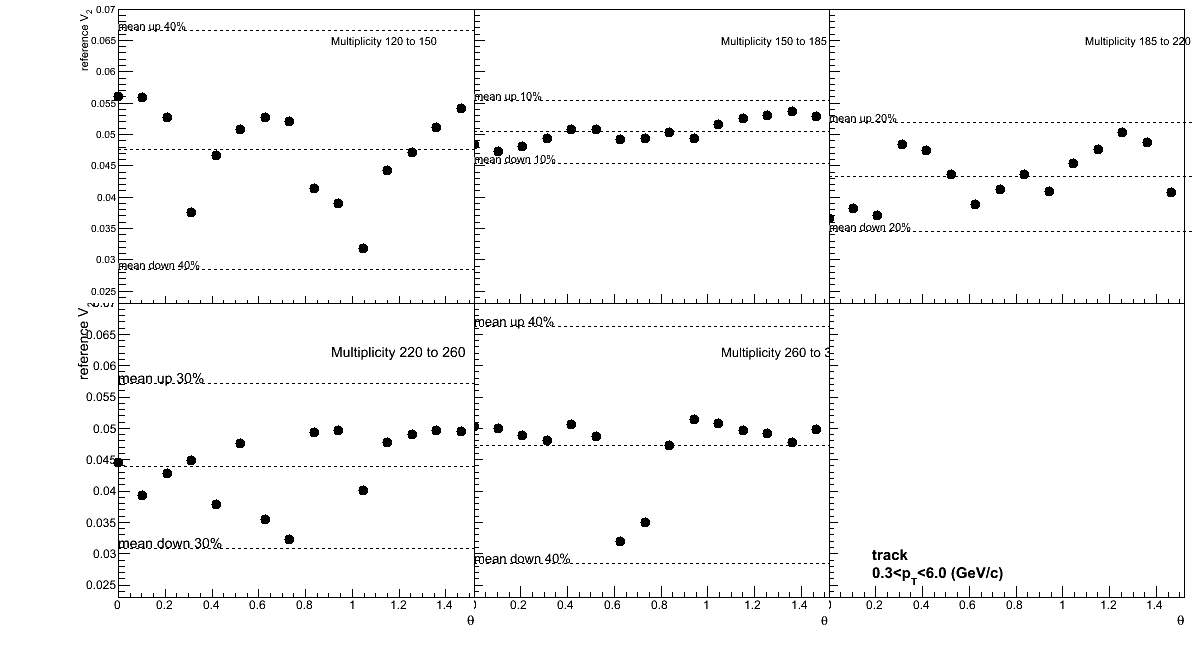 reference V2
0.07
0.065
0.06
0.055
0.05
0.045
0.04
0.035
0.03
0.025
mean up 40%
Multiplicity 120 to 150
mean down 40%
Multiplicity 150 to 185
mean up 10%
mean down 10%
Multiplicity 185 to 220
mean up 20%
mean down 20%
reference V2
0.065
0.06
0.055
0.05
0.045
0.04
0.035
0.03
0.025
Multiplicity 220 to 260
mean up 30%
mean down 30%
mean up 40%
Multiplicity 260 to 3
mean down 40%
track
0.3<pT<6.0 (GeV/c)
0 0.2 0.4 0.6 0.8 1 1.2 1.4
θ
0.2 0.4 0.6 0.8 1 1.2 1.4
θ
0.2 0.4 0.6 0.8 1 1.2 1.4
θ